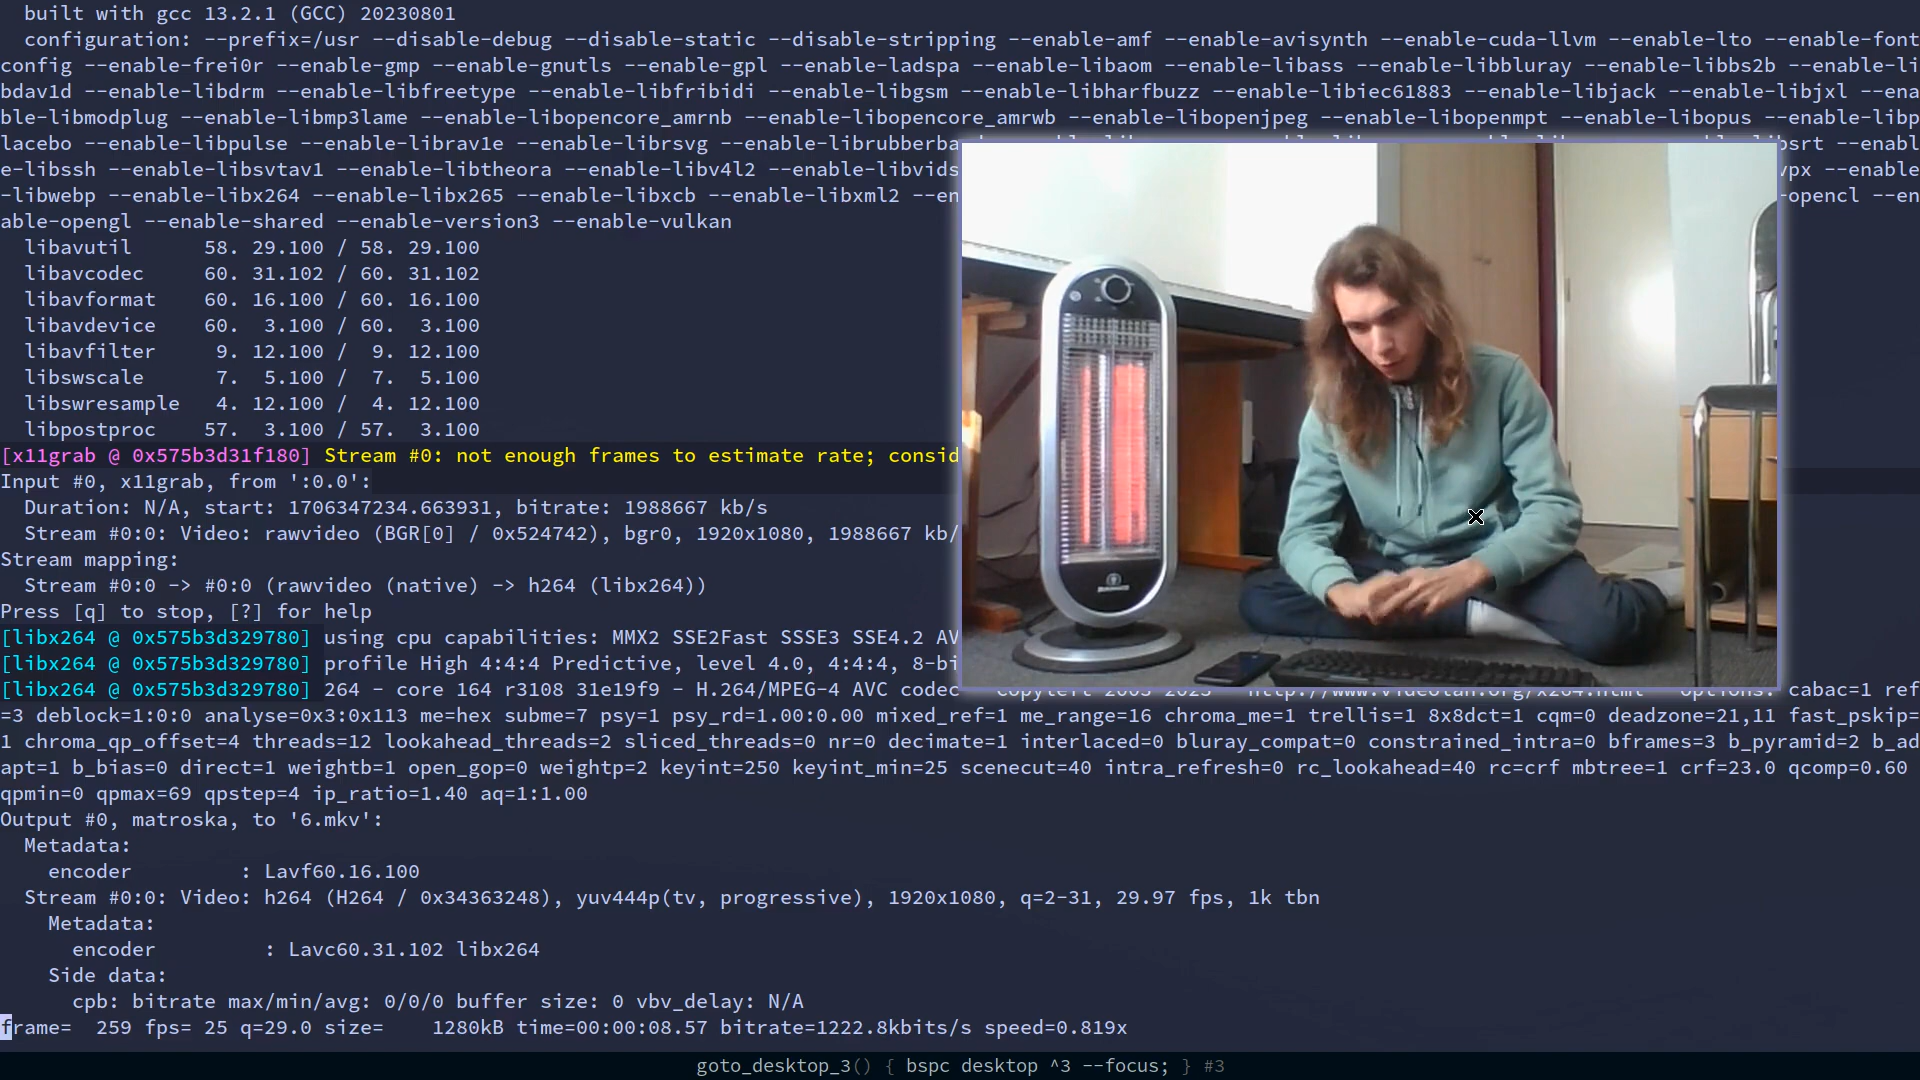 built with gcc 13.2.1 (GCC) 20230801
configuration: --prefix=/usr --disable-debug --disable-static --disable-stripping --enable-amf --enable-avisynth --enable-cuda-llvm --enable-lto --enable-font
config --enable-frei0r --enable-gmp --enable-gnutls --enable-gpl --enable-ladspa --enable-libaom --enable-libass --enable-libbluray --enable-libbs2b --enable-li
bdav1d --enable-libdrm --enable-libfreetype --enable-libfribidi --enable-libgsm --enable-libharfbuzz --enable-libiec61883 --enable-libjack --enable-libjxl --ena
ble-libmodplug --enable-libmp3lame --enable-libopencore_amrnb --enable-libopencore_amrwb --enable-libopenjpeg --enable-libopenmpt --enable-libopus --enable-libp
lacebo --enable-libpulse --enable-librav1e --enable-librsvg --enable-librubberba bsrt --enabl
e-libssh --enable-libsvtav1 --enable-libtheora --enable-libv4l2 --enable-libvids vpx --enable
-libwebp --enable-libx264 --enable-libx265 --enable-libxcb --enable-libxml2 --en -opencl --en
able-opengl --enable-shared --enable-version3 --enable-vulkan
libavutil 58. 29.100 / 58. 29.100
libavcodec 60. 31.102 / 60. 31.102
libavformat 60. 16.100 / 60. 16.100
libavdevice 60. 3.100 / 60. 3.100
libavfilter 9. 12.100 / 9. 12.100
libswscale 7. 5.100 / 7. 5.100
libswresample 4. 12.100 / 4. 12.100
libpostproc 57. 3.100 / 57. 3.100
[x11grab @ 0x575b3d31f180] Stream #0: not enough frames to estimate rate; consid
Input #0, x11grab, from ':0.0':
Duration: N/A, start: 1706347234.663931, bitrate: 1988667 kb/s
Stream #0:0: Video: rawvideo (BGR[0] / 0x524742), bgr0, 1920x1080, 1988667 kb/
Stream mapping:
Stream #0:0 -> #0:0 (rawvideo (native) -> h264 (libx264))
Press [q] to stop, [?] for help
[libx264 @ 0x575b3d329780] using cpu capabilities: MMX2 SSE2Fast SSSE3 SSE4.2 AV
[libx264 @ 0x575b3d329780] profile High 4:4:4 Predictive, level 4.0, 4:4:4, 8-bi
[libx264 @ 0x575b3d329780] 264 - core 164 r3108 31e19f9 - H.264/MPEG-4 AVC codec - Copyleft 2003-2023 - http://www.videolan.org/x264.html - options: cabac=1 ref
=3 deblock=1:0:0 analyse=0x3:0x113 me=hex subme=7 psy=1 psy_rd=1.00:0.00 mixed_ref=1 me_range=16 chroma_me=1 trellis=1 8x8dct=1 cqm=0 deadzone=21,11 fast_pskip=
1 chroma_qp_offset=4 threads=12 lookahead_threads=2 sliced_threads=0 nr=0 decimate=1 interlaced=0 bluray_compat=0 constrained_intra=0 bframes=3 b_pyramid=2 b_ad
apt=1 b_bias=0 direct=1 weightb=1 open_gop=0 weightp=2 keyint=250 keyint_min=25 scenecut=40 intra_refresh=0 rc_lookahead=40 rc=crf mbtree=1 crf=23.0 qcomp=0.60
qpmin=0 qpmax=69 qpstep=4 ip_ratio=1.40 aq=1:1.00
Output #0, matroska, to '6.mkv':
Metadata:
encoder : Lavf60.16.100
Stream #0:0: Video: h264 (H264 / 0x34363248), yuv444p(tv, progressive), 1920x1080, q=2-31, 29.97 fps, 1k tbn
Metadata:
encoder : Lavc60.31.102 libx264
Side data:
cpb: bitrate max/min/avg: 0/0/0 buffer size: 0 vbv_delay: N/A
frame= 259 fps= 25 q=29.0 size= 1280kB time=00:00:08.57 bitrate=1222.8kbits/s speed=0.819x
goto_desktop_3() { bspc desktop ^3 --focus; } #3